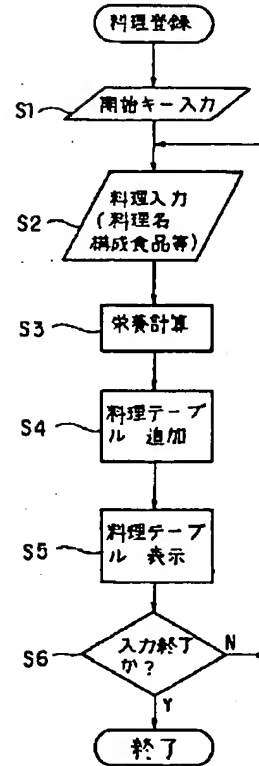 料理登録
S1 開始キー入力
S2 料理入力
(料理名
構成食品等)
S3 栄養計算
S4 料理テーブ
ル 追加
S5 料理テーブ
ル 表示
S6 入力終了 N
か?
Y
終了